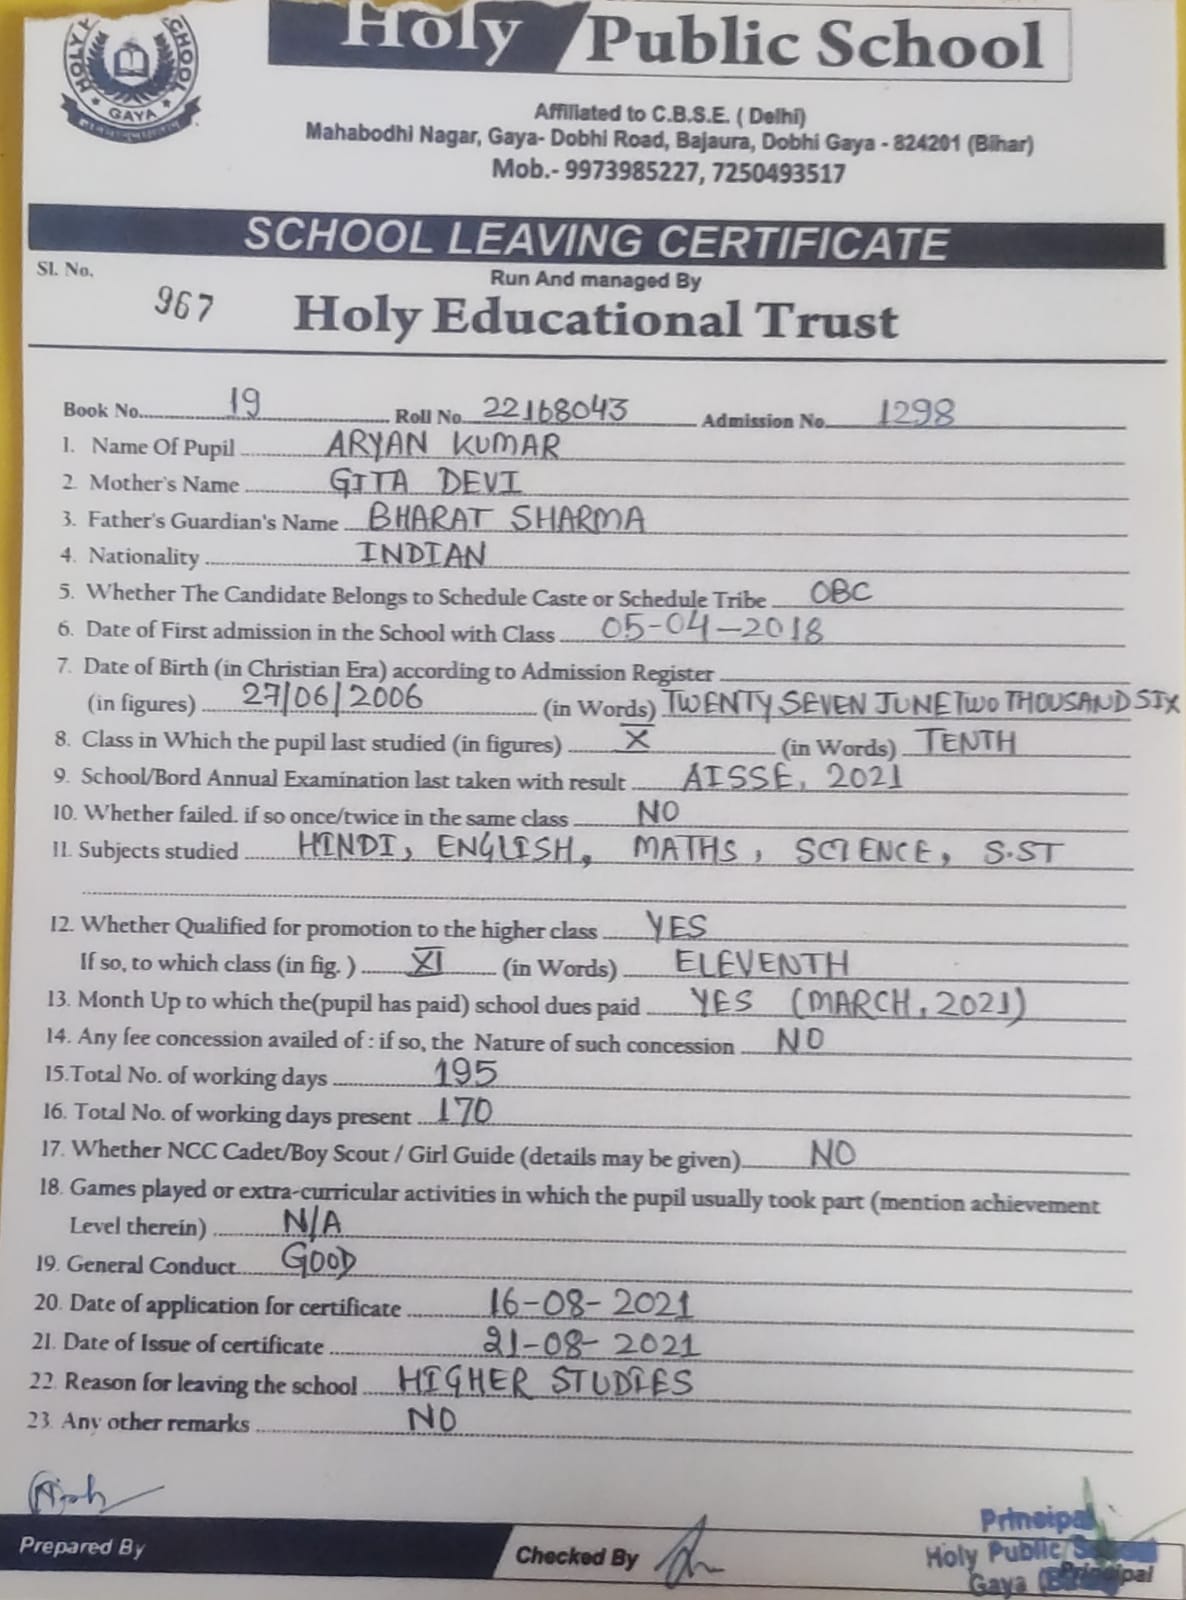 HOLY SCHOOL
GAYA
Holy Public School
Affiliated to C.B.S.E. ( Delhi)
Mahabodhi Nagar, Gaya- Dobhi Road, Bajaura, Dobhi Gaya - 824201 (Bihar)
Mob.- 9973985227, 7250493517
SCHOOL LEAVING CERTIFICATE
Sl. No. 967
Run And managed By
Holy Educational Trust
Book No. 19 Roll No. 22168043 Admission No. 1298
1. Name Of Pupil ARYAN KUMAR
2. Mother's Name GITA DEVI
3. Father's Guardian's Name BHARAT SHARMA
4. Nationality INDIAN
5. Whether The Candidate Belongs to Schedule Caste or Schedule Tribe OBC
6. Date of First admission in the School with Class 05-04-2018
7. Date of Birth (in Christian Era) according to Admission Register
(in figures) 27/06/2006 (in Words) TWENTY SEVEN JUNE TWO THOUSAND SIX
8. Class in Which the pupil last studied (in figures) X (in Words) TENTH
9. School/Bord Annual Examination last taken with result AISSE, 2021
10. Whether failed. if so once/twice in the same class NO
11. Subjects studied HINDI, ENGLISH, MATHS, SCIENCE, S.ST
12. Whether Qualified for promotion to the higher class YES
If so, to which class (in fig. ) XI (in Words) ELEVENTH
13. Month Up to which the(pupil has paid) school dues paid YES (MARCH, 2021)
14. Any fee concession availed of : if so, the Nature of such concession NO
15.Total No. of working days 195
16. Total No. of working days present 170
17. Whether NCC Cadet/Boy Scout / Girl Guide (details may be given) NO
18. Games played or extra-curricular activities in which the pupil usually took part (mention achievement
Level therein) N/A
19. General Conduct GOOD
20. Date of application for certificate 16-08-2021
21. Date of Issue of certificate 21-08-2021
22. Reason for leaving the school HIGHER STUDIES
23. Any other remarks NO
Prepared By
Checked By
Principal
Principal
Holy Public
Gaya